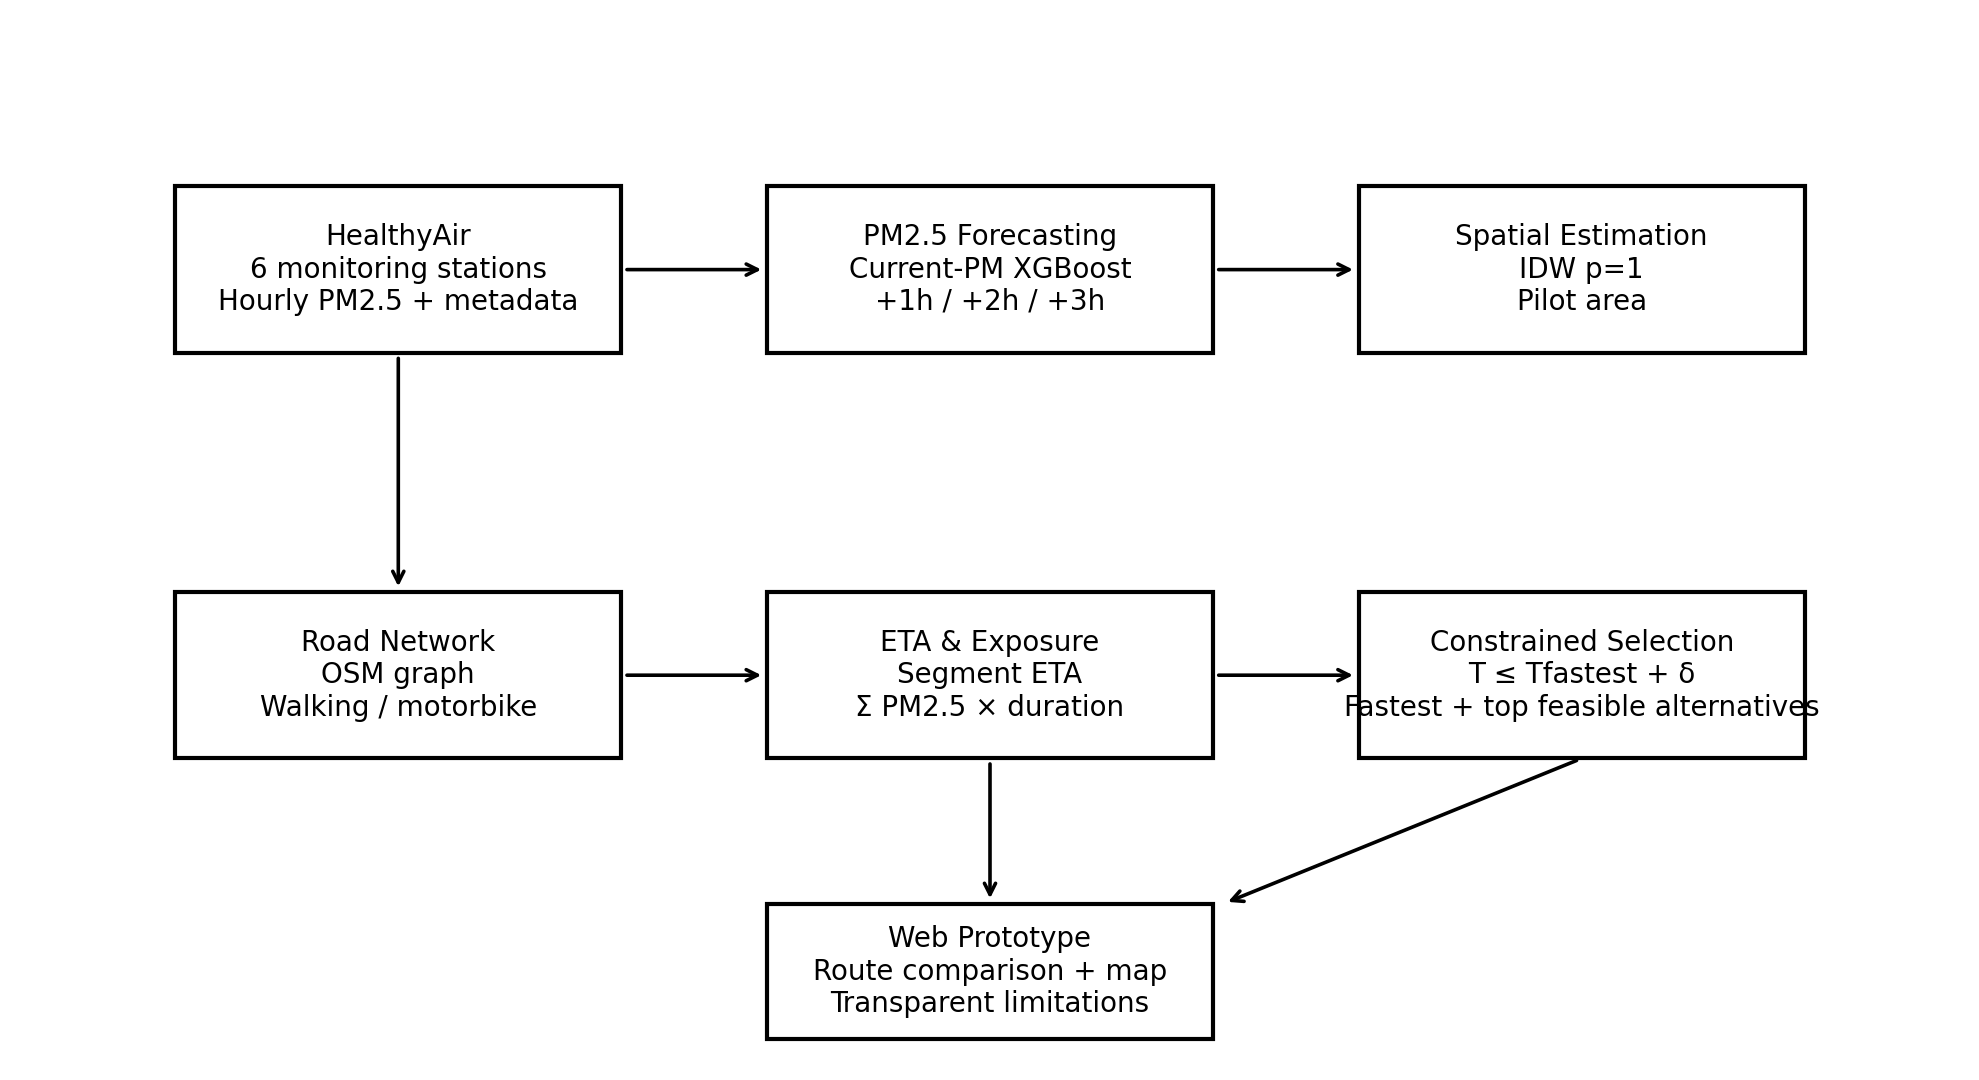 HealthyAir
6 monitoring stations
Hourly PM2.5 + metadata
PM2.5 Forecasting
Current-PM XGBoost
+1h / +2h / +3h
Spatial Estimation
IDW p=1
Pilot area
Road Network
OSM graph
Walking / motorbike
ETA & Exposure
Segment ETA
Σ PM2.5 × duration
Constrained Selection
T ≤ Tfastest + δ
Fastest + top feasible alternatives
Web Prototype
Route comparison + map
Transparent limitations